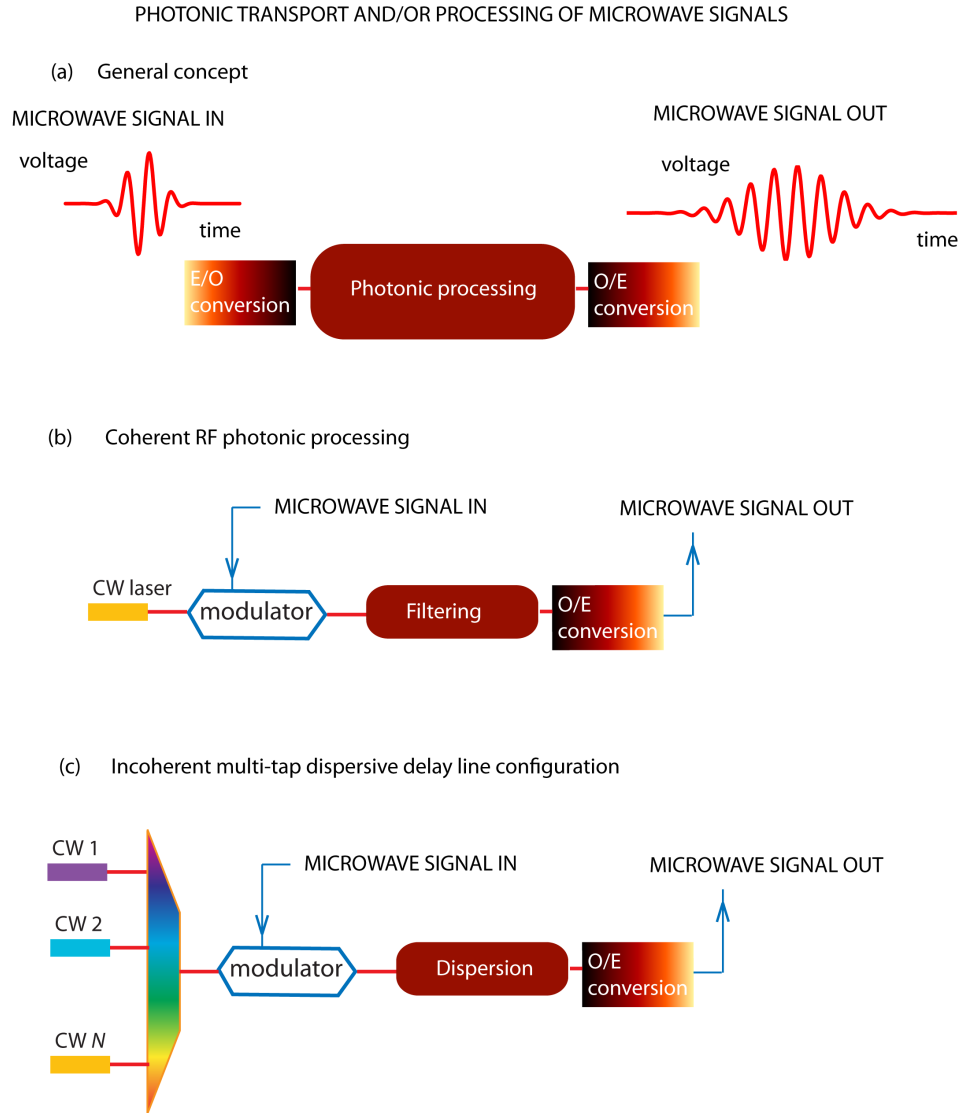 PHOTONIC TRANSPORT AND/OR PROCESSING OF MICROWAVE SIGNALS
(a) General concept
MICROWAVE SIGNAL IN
voltage
time
MICROWAVE SIGNAL OUT
voltage
time
E/O
conversion
Photonic processing
O/E
conversion
(b) Coherent RF photonic processing
MICROWAVE SIGNAL IN
MICROWAVE SIGNAL OUT
CW laser
modulator
Filtering
O/E
conversion
(c) Incoherent multi-tap dispersive delay line configuration
CW 1
CW 2
CW N
MICROWAVE SIGNAL IN
MICROWAVE SIGNAL OUT
modulator
Dispersion
O/E
conversion